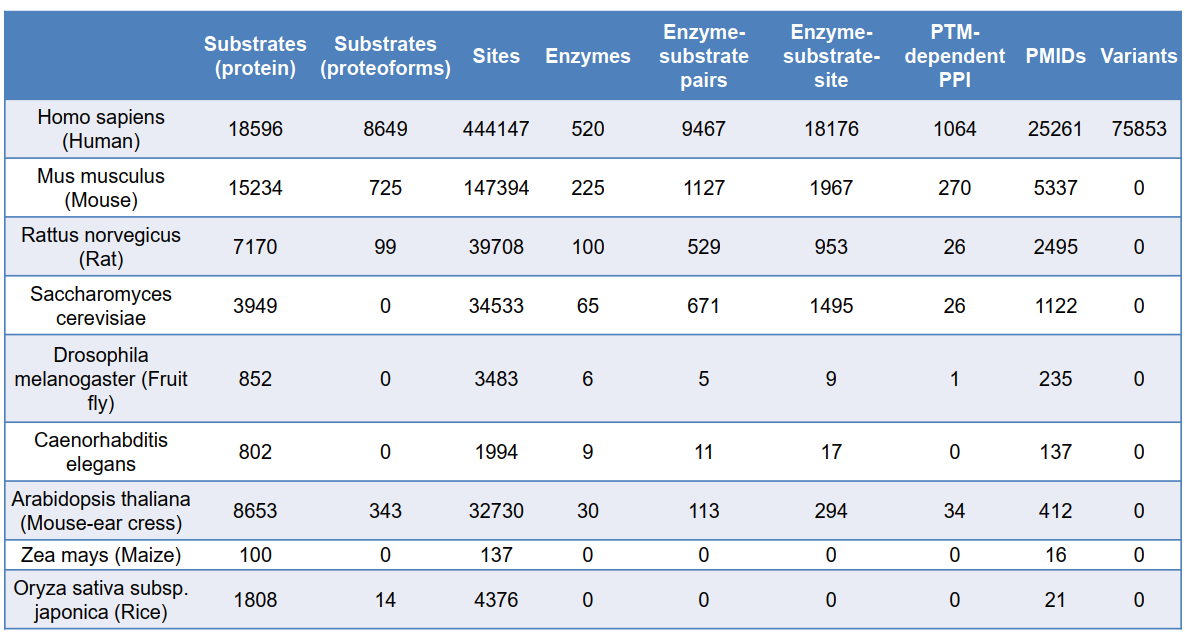 Substrates (protein) Substrates (proteoforms) Sites Enzymes Enzyme-substrate pairs Enzyme-substrate-site PTM-dependent PPI PMIDs Variants
Homo sapiens (Human) 18596 8649 444147 520 9467 18176 1064 25261 75853
Mus musculus (Mouse) 15234 725 147394 225 1127 1967 270 5337 0
Rattus norvegicus (Rat) 7170 99 39708 100 529 953 26 2495 0
Saccharomyces cerevisiae 3949 0 34533 65 671 1495 26 1122 0
Drosophila melanogaster (Fruit fly) 852 0 3483 6 5 9 1 235 0
Caenorhabditis elegans 802 0 1994 9 11 17 0 137 0
Arabidopsis thaliana (Mouse-ear cress) 8653 343 32730 30 113 294 34 412 0
Zea mays (Maize) 100 0 137 0 0 0 0 16 0
Oryza sativa subsp. japonica (Rice) 1808 14 4376 0 0 0 0 21 0